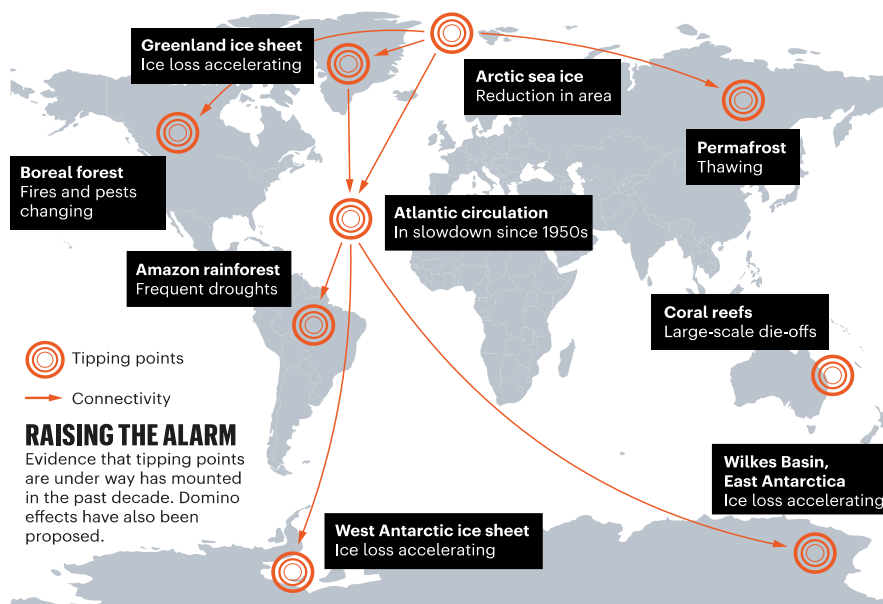 Greenland ice sheet
Ice loss accelerating
Arctic sea ice
Reduction in area
Permafrost
Thawing
Boreal forest
Fires and pests
changing
Atlantic circulation
In slowdown since 1950s
Amazon rainforest
Frequent droughts
Coral reefs
Large-scale die-offs
Tipping points
Connectivity
RAISING THE ALARM
Evidence that tipping points
are under way has mounted
in the past decade. Domino
effects have also been
proposed.
Wilkes Basin,
East Antarctica
Ice loss accelerating
West Antarctic ice sheet
Ice loss accelerating